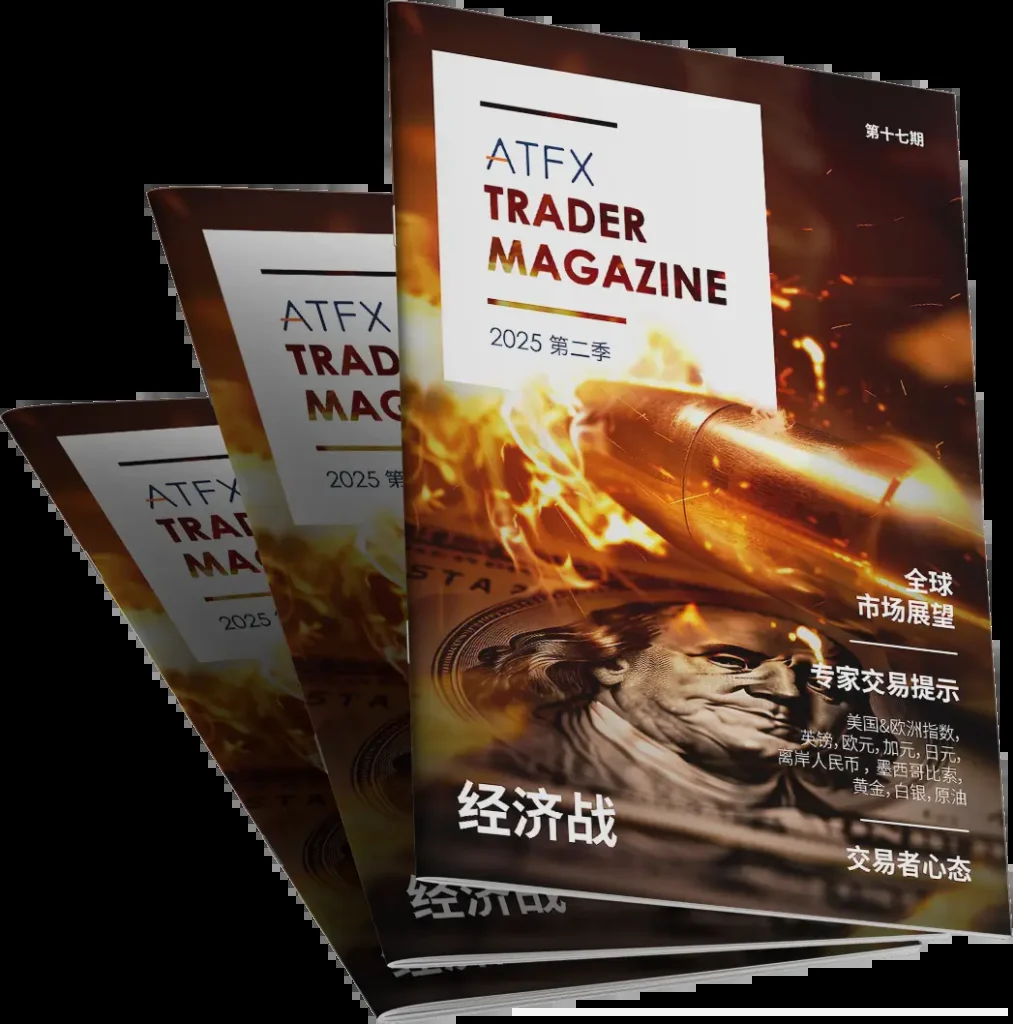 第十七期
ATFX
TRADER
MAGAZINE
2025 第二季
全球
市场展望
专家交易提示
美国&欧洲指数,
英镑, 欧元, 加元, 日元,
离岸人民币, 墨西哥比索,
黄金, 白银, 原油
交易者心态
经济战
ATFX
TRAD
MAG
2025 第
经济战
ATFX
TRA
MA
2025
STA